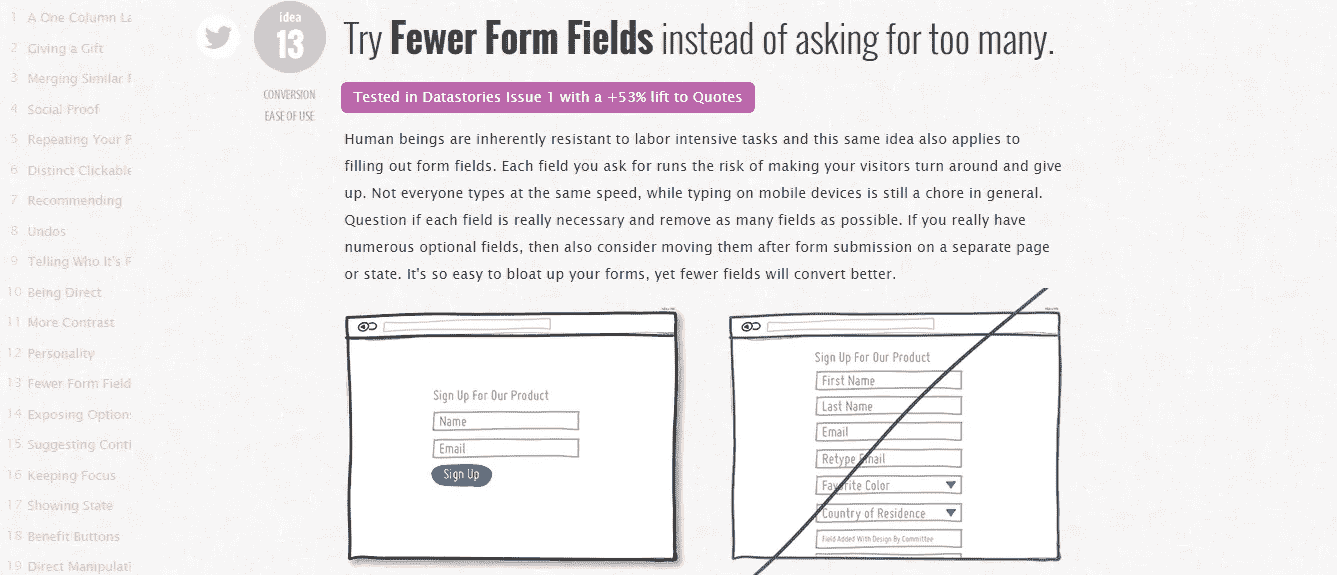 1 A One Column La
2 Giving a Gift
3 Merging Similar F
4 Social Proof
5 Repeating Your P
6 Distinct Clickable
7 Recommending
8 Undos
9 Telling Who It's F
10 Being Direct
11 More Contrast
12 Personality
13 Fewer Form Field
14 Exposing Options
15 Suggesting Conti
16 Keeping Focus
17 Showing State
18 Benefit Buttons
19 Direct Manipulati
idea
13
CONVERSION
EASE OF USE
Try Fewer Form Fields instead of asking for too many.
Tested in Datastories Issue 1 with a +53% lift to Quotes
Human beings are inherently resistant to labor intensive tasks and this same idea also applies to
filling out form fields. Each field you ask for runs the risk of making your visitors turn around and give
up. Not everyone types at the same speed, while typing on mobile devices is still a chore in general.
Question if each field is really necessary and remove as many fields as possible. If you really have
numerous optional fields, then also consider moving them after form submission on a separate page
or state. It's so easy to bloat up your forms, yet fewer fields will convert better.
Sign Up For Our Product
Name
Email
Sign Up
Sign Up For Our Product
First Name
Last Name
Email
Retype Email
Favorite Color
Country of Residence
Field Added With Design By Committee